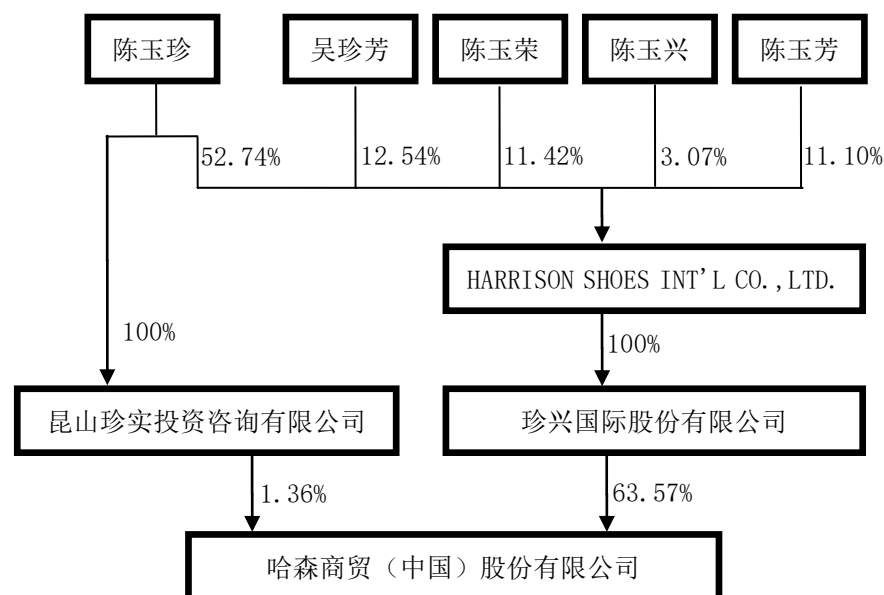 陈玉珍
吴珍芳
陈玉荣
陈玉兴
陈玉芳
52.74%
12.54%
11.42%
3.07%
11.10%
HARRISON SHOES INT'L CO.,LTD.
100%
100%
昆山珍实投资咨询有限公司
珍兴国际股份有限公司
1.36%
63.57%
哈森商贸（中国）股份有限公司